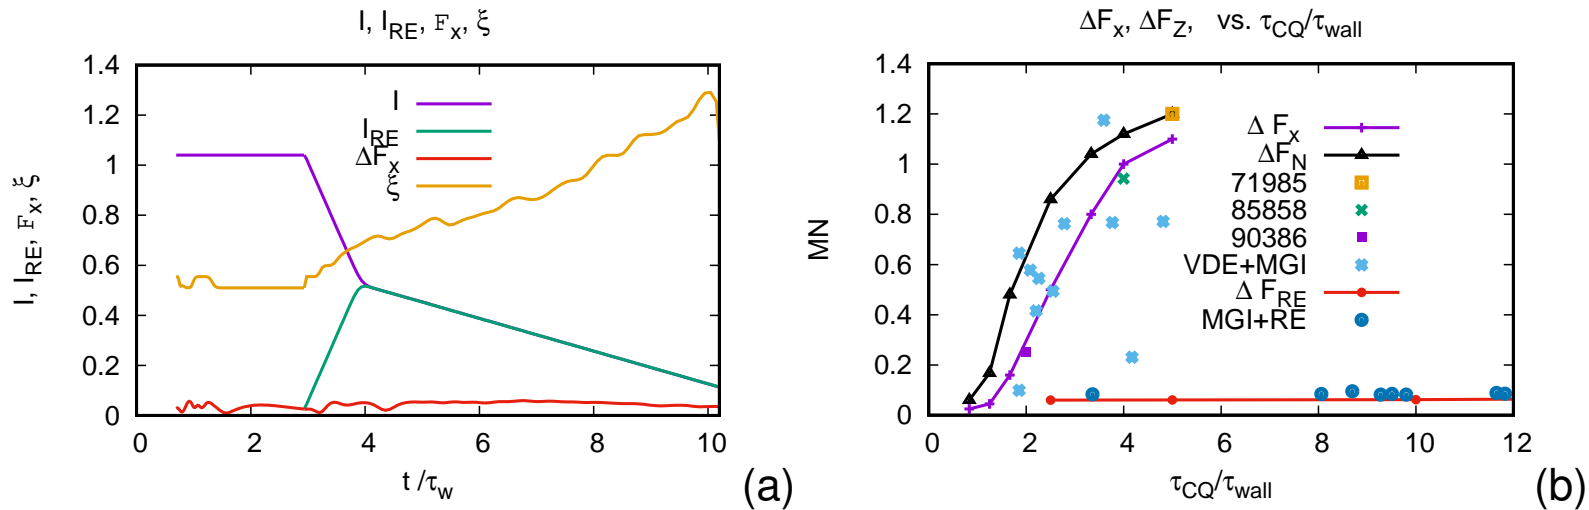 I, I_RE, F_x, ξ
1.4
1.2
1
0.8
0.6
0.4
0.2
0
0 2 4 6 8 10
I, I_RE, F_x, ξ
t /τ_w
I
I_RE
ΔF_x
ξ
(a)
ΔF_x, ΔF_Z, vs. τ_CQ/τ_wall
1.4
1.2
1
0.8
0.6
0.4
0.2
0
0 2 4 6 8 10 12
MN
τ_CQ/τ_wall
Δ F_x
ΔF_N
71985
85858
90386
VDE+MGI
Δ F_RE
MGI+RE
(b)